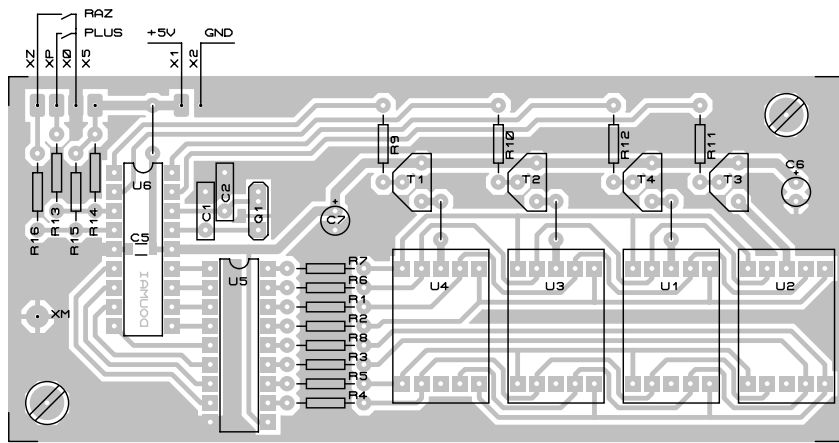 RAZ
PLUS
+5V
GND
XZ
XP
X0
X5
X1
X2
R9
R10
R12
R11
C6
+
U6
T1
T2
T4
T3
R16
R13
R15
R14
C1
C2
Q1
+
C7
C5
R7
R6
R1
R2
R8
R3
R5
R4
U5
U4
U3
U1
U2
XM
DOUMAI